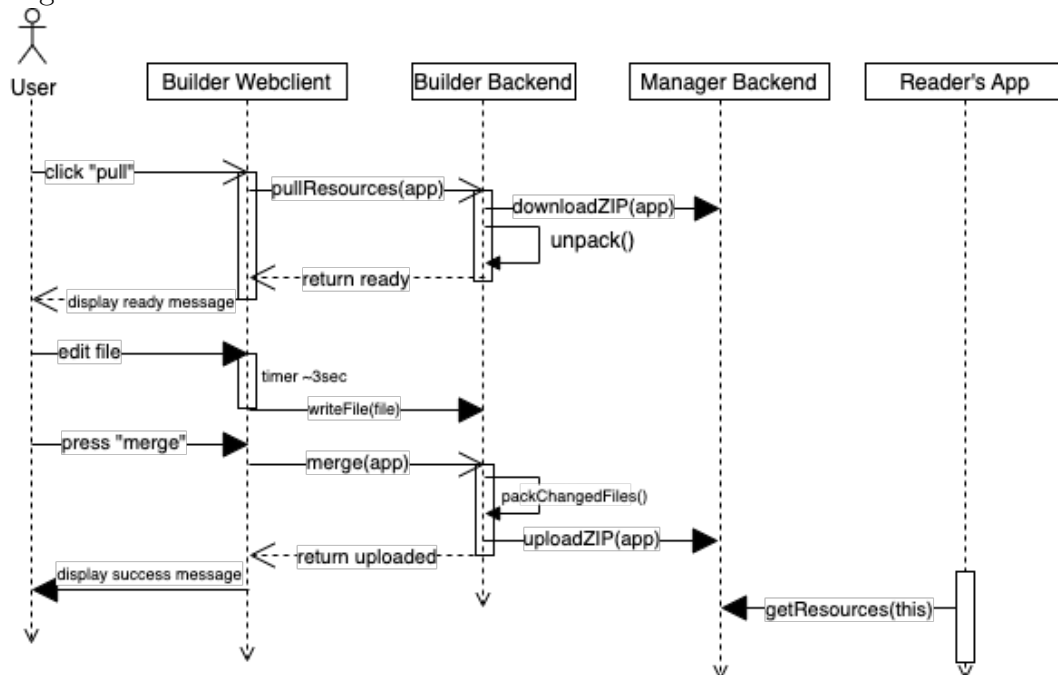 User
Builder Webclient
Builder Backend
Manager Backend
Reader's App
click "pull"
pullResources(app)
downloadZIP(app)
unpack()
return ready
display ready message
edit file
timer ~3sec
writeFile(file)
press "merge"
merge(app)
packChangedFiles()
uploadZIP(app)
return uploaded
display success message
getResources(this)